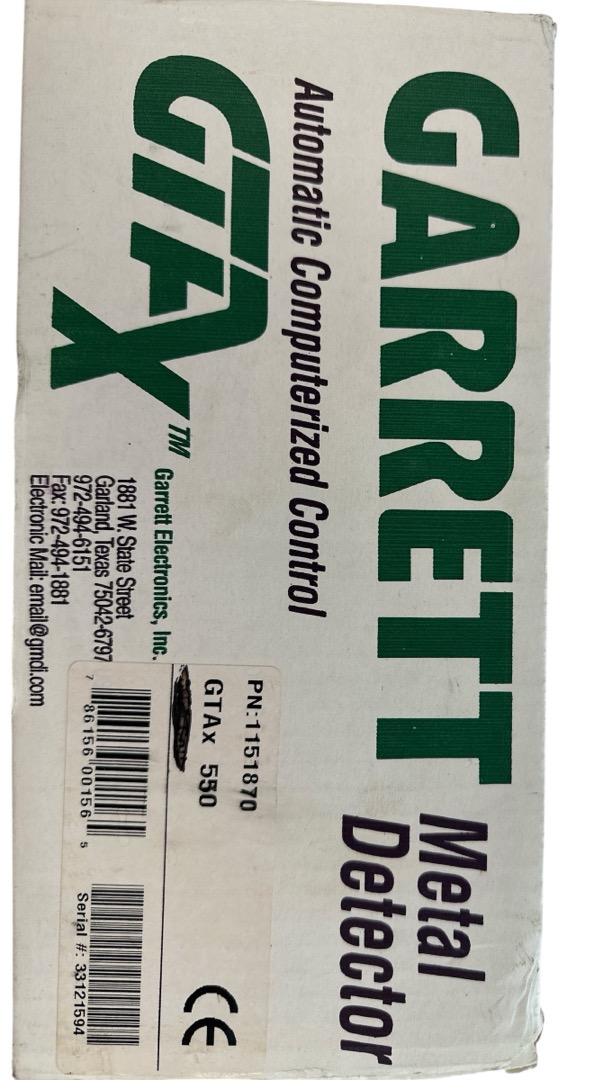 GARRETT Metal
Detector
Automatic Computerized Control
GTAX™
Garrett Electronics, Inc.
1881 W. State Street
Garland, Texas 75042-6797
972-494-6151
Fax: 972-494-1881
Electronic Mail: email@gmdi.com
PN:1151870
GTAx 550
CE
7 86156 00156 5
Serial #: 33121594